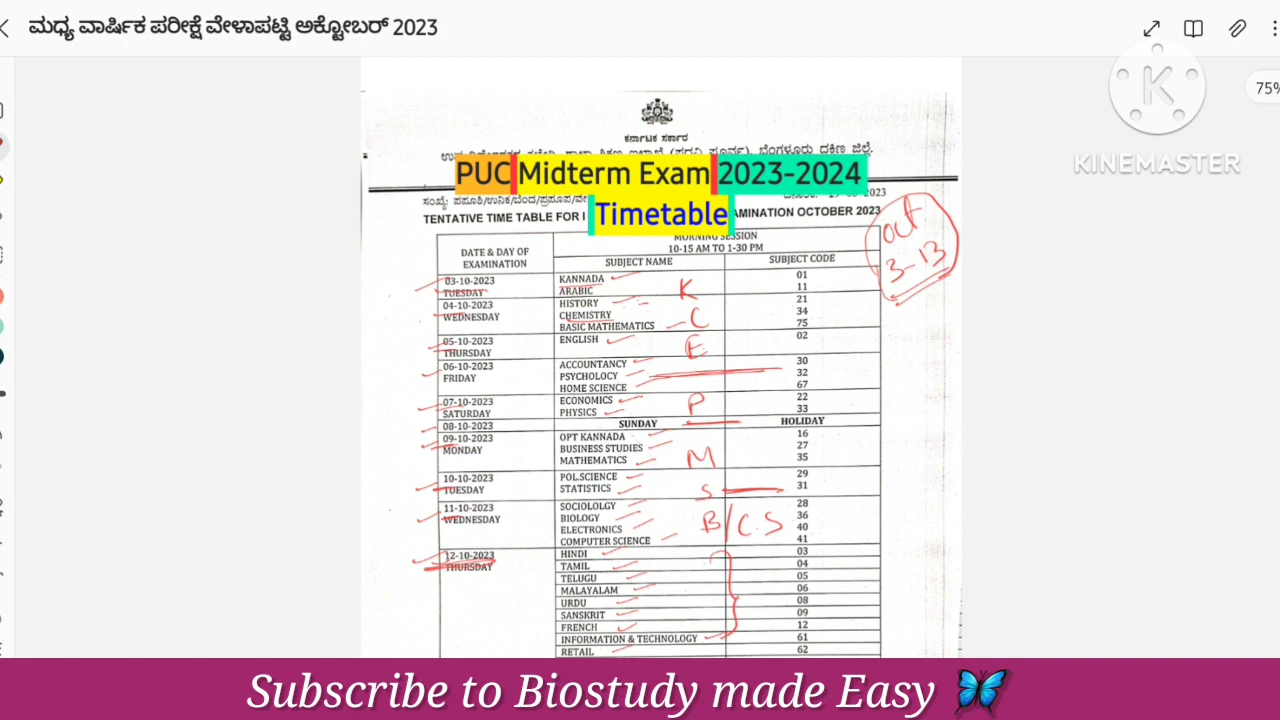 ಮಧ್ಯ ವಾರ್ಷಿಕ ಪರೀಕ್ಷೆ ವೇಳಾಪಟ್ಟಿ ಅಕ್ಟೋಬರ್ 2023
75%
K
KINEMASTER
ಕರ್ನಾಟಕ ಸರ್ಕಾರ
(ಪದವಿ ಪೂರ್ವ), ಬೆಂಗಳೂರು ದಕ್ಷಿಣ ಜಿಲ್ಲೆ.
PUC Midterm Exam 2023-2024
Timetable
ಸಂಖ್ಯೆ:
TENTATIVE TIME TABLE FOR I AMINATION OCTOBER 2023
oct
3-13
DATE & DAY OF EXAMINATION
MORNING SESSION
10-15 AM TO 1-30 PM
SUBJECT NAME SUBJECT CODE
03-10-2023 TUESDAY
KANNADA 01
ARABIC 11
K
04-10-2023 WEDNESDAY
HISTORY 21
CHEMISTRY 34
BASIC MATHEMATICS 75
C
05-10-2023 THURSDAY
ENGLISH 02
E
06-10-2023 FRIDAY
ACCOUNTANCY 30
PSYCHOLOCY 32
HOME SCIENCE 67
07-10-2023 SATURDAY
ECONOMICS 22
PHYSICS 33
P
08-10-2023 SUNDAY HOLIDAY
09-10-2023 MONDAY
OPT KANNADA 16
BUSINESS STUDIES 27
MATHEMATICS 35
M
10-10-2023 TUESDAY
POL.SCIENCE 29
STATISTICS 31
S
11-10-2023 WEDNESDAY
SOCIOLOLGY 28
BIOLOGY 36
ELECTRONICS 40
COMPUTER SCIENCE 41
B/C.S
12-10-2023 THURSDAY
HINDI 03
TAMIL 04
TELUGU 05
MALAYALAM 06
URDU 08
SANSKRIT 09
FRENCH 12
INFORMATION & TECHNOLOGY 61
RETAIL 62
Subscribe to Biostudy made Easy